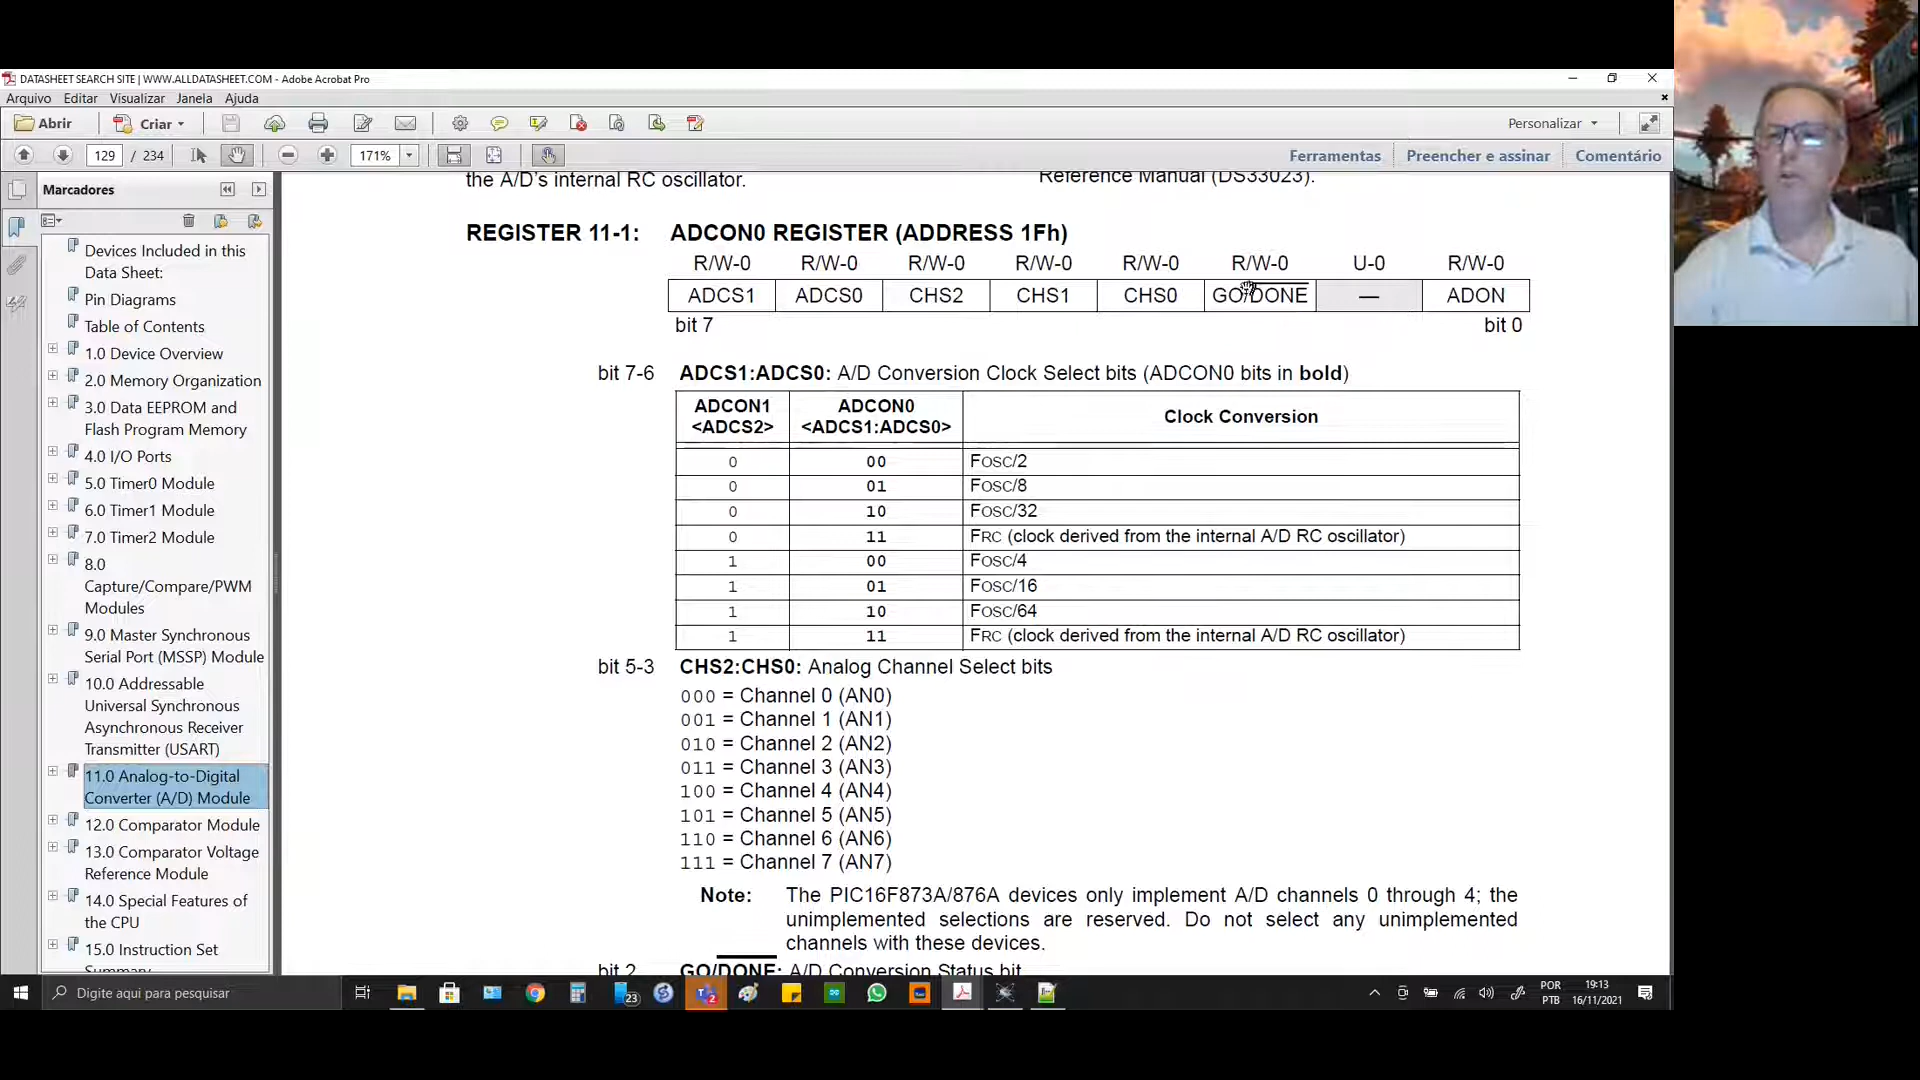 DATASHEET SEARCH SITE | WWW.ALLDATASHEET.COM - Adobe Acrobat Pro
Arquivo Editar Visualizar Janela Ajuda
Abrir Criar Personalizar
129 / 234 171% Ferramentas Preencher e assinar Comentário
Marcadores
Devices Included in this
Data Sheet:
Pin Diagrams
Table of Contents
1.0 Device Overview
2.0 Memory Organization
3.0 Data EEPROM and
Flash Program Memory
4.0 I/O Ports
5.0 Timer0 Module
6.0 Timer1 Module
7.0 Timer2 Module
8.0
Capture/Compare/PWM
Modules
9.0 Master Synchronous
Serial Port (MSSP) Module
10.0 Addressable
Universal Synchronous
Asynchronous Receiver
Transmitter (USART)
11.0 Analog-to-Digital
Converter (A/D) Module
12.0 Comparator Module
13.0 Comparator Voltage
Reference Module
14.0 Special Features of
the CPU
15.0 Instruction Set
Summary
the A/D's internal RC oscillator.
Reference Manual (DS33023).
REGISTER 11-1: ADCON0 REGISTER (ADDRESS 1Fh)
R/W-0 R/W-0 R/W-0 R/W-0 R/W-0 R/W-0 U-0 R/W-0
ADCS1 ADCS0 CHS2 CHS1 CHS0 GO/DONE — ADON
bit 7 bit 0
bit 7-6 ADCS1:ADCS0: A/D Conversion Clock Select bits (ADCON0 bits in bold)
ADCON1 ADCON0 Clock Conversion
<ADCS2> <ADCS1:ADCS0>
0 00 FOSC/2
0 01 FOSC/8
0 10 FOSC/32
0 11 FRC (clock derived from the internal A/D RC oscillator)
1 00 FOSC/4
1 01 FOSC/16
1 10 FOSC/64
1 11 FRC (clock derived from the internal A/D RC oscillator)
bit 5-3 CHS2:CHS0: Analog Channel Select bits
000 = Channel 0 (AN0)
001 = Channel 1 (AN1)
010 = Channel 2 (AN2)
011 = Channel 3 (AN3)
100 = Channel 4 (AN4)
101 = Channel 5 (AN5)
110 = Channel 6 (AN6)
111 = Channel 7 (AN7)
Note: The PIC16F873A/876A devices only implement A/D channels 0 through 4; the
unimplemented selections are reserved. Do not select any unimplemented
channels with these devices.
bit 2 GO/DONE: A/D Conversion Status bit
Digite aqui para pesquisar
23
2
POR
PTB
19:13
16/11/2021